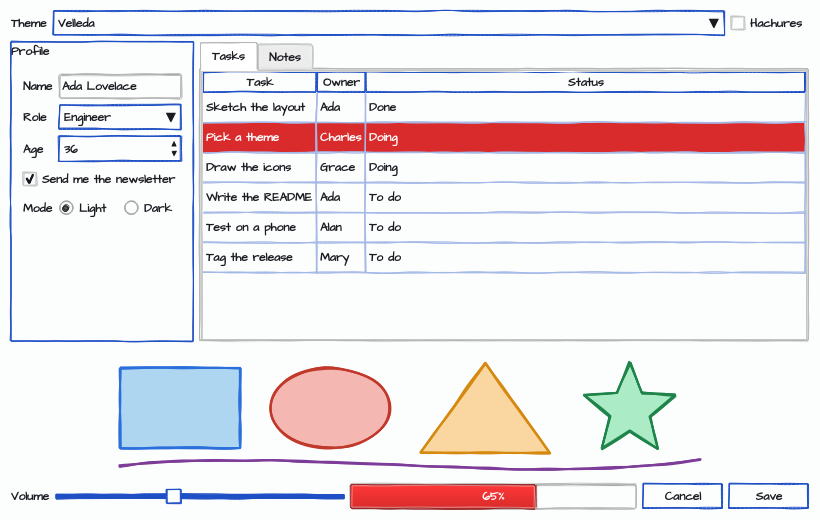 Theme Velleda Hachures
Profile
Name Ada Lovelace
Role Engineer
Age 36
Send me the newsletter
Mode Light Dark
Tasks Notes
Task Owner Status
Sketch the layout Ada Done
Pick a theme Charles Doing
Draw the icons Grace Doing
Write the README Ada To do
Test on a phone Alan To do
Tag the release Mary To do
Volume 65% Cancel Save